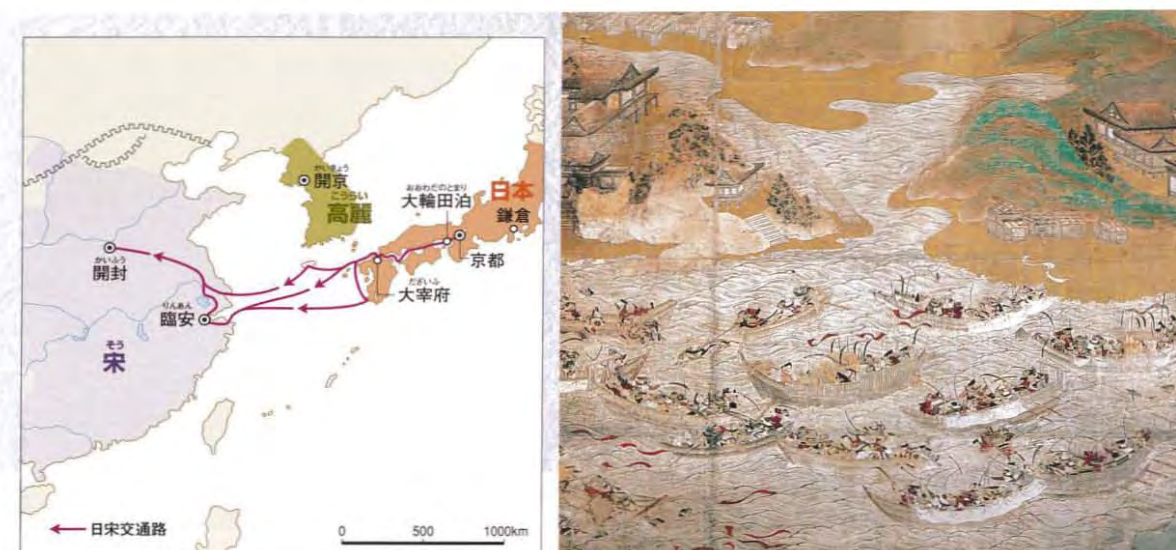 かいぎょう
開京
こうらい
高麗
おおわだのとまり
大輪田泊
日本
鎌倉
京都
だざいふ
大宰府
かいふう
開封
りんあん
臨安
そう
宋
日宋交通路
0 500 1000km